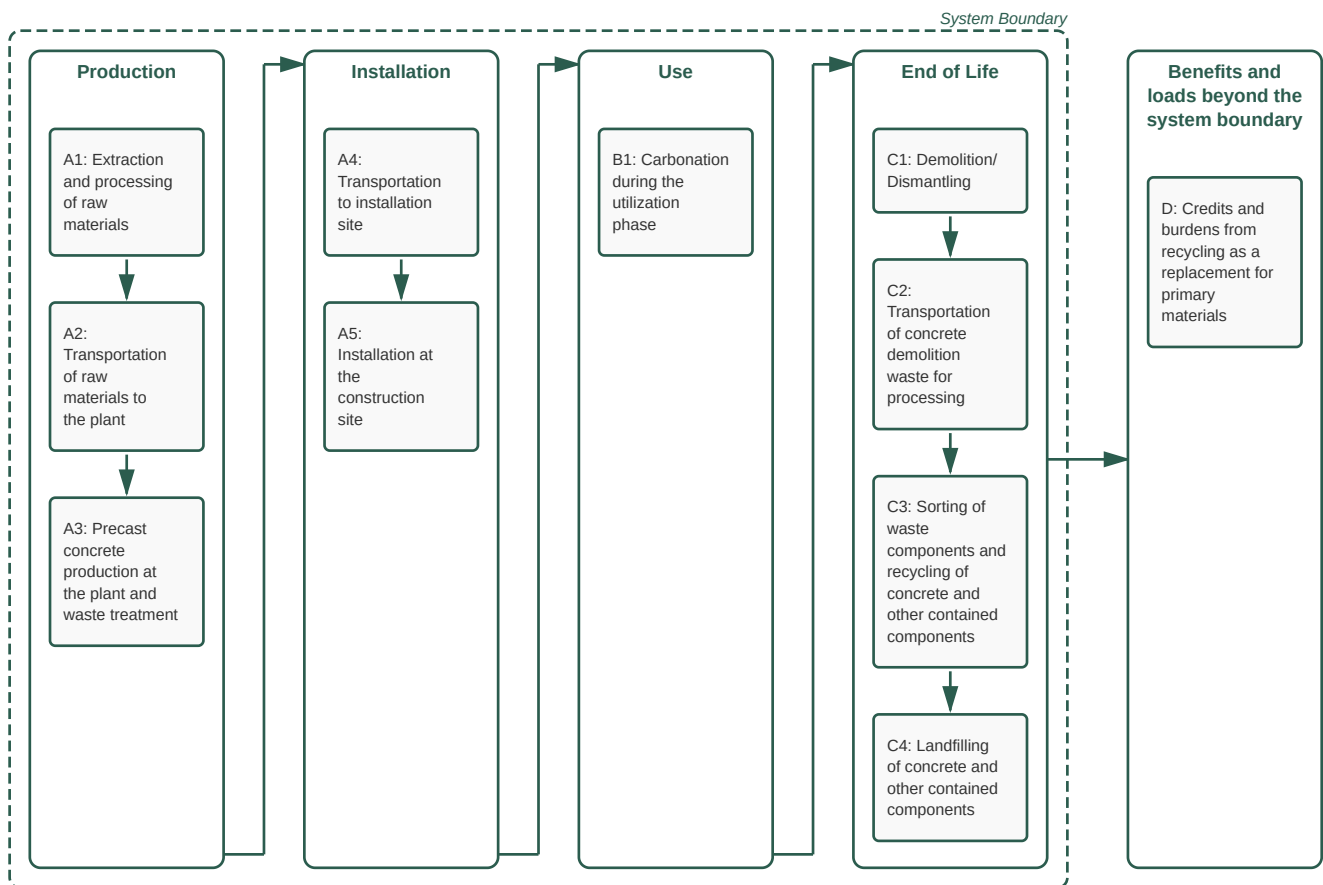 System Boundary
Production
A1: Extraction
and processing
of raw
materials
A2:
Transportation
of raw
materials to
the plant
A3: Precast
concrete
production at
the plant and
waste treatment
Installation
A4:
Transportation
to installation
site
A5:
Installation at
the
construction
site
Use
B1: Carbonation
during the
utilization
phase
End of Life
C1: Demolition/
Dismantling
C2:
Transportation
of concrete
demolition
waste for
processing
C3: Sorting of
waste
components and
recycling of
concrete and
other contained
components
C4: Landfilling
of concrete and
other contained
components
Benefits and
loads beyond the
system boundary
D: Credits and
burdens from
recycling as a
replacement for
primary
materials